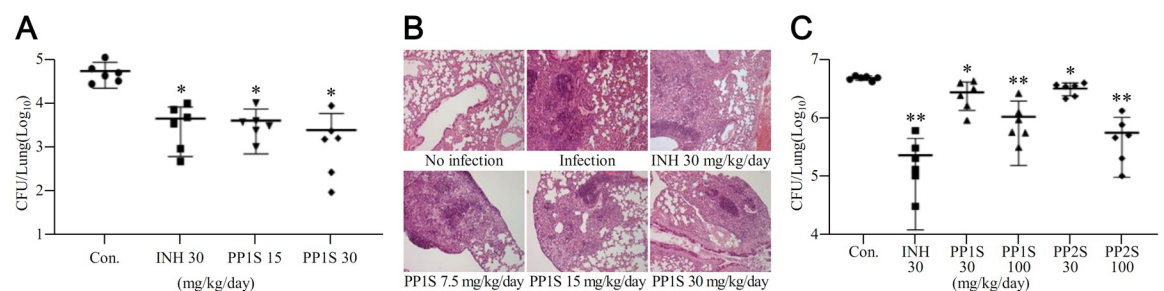 A
CFU/Lung(Log10)
5
4
3
2
1
*
*
*
Con.
INH 30
PP1S 15
PP1S 30
(mg/kg/day)
B
No infection
Infection
INH 30 mg/kg/day
PP1S 7.5 mg/kg/day
PP1S 15 mg/kg/day
PP1S 30 mg/kg/day
C
CFU/Lung(Log10)
7
6
5
4
**
*
**
*
**
Con.
INH
30
PP1S
30
PP1S
100
PP2S
30
PP2S
100
(mg/kg/day)